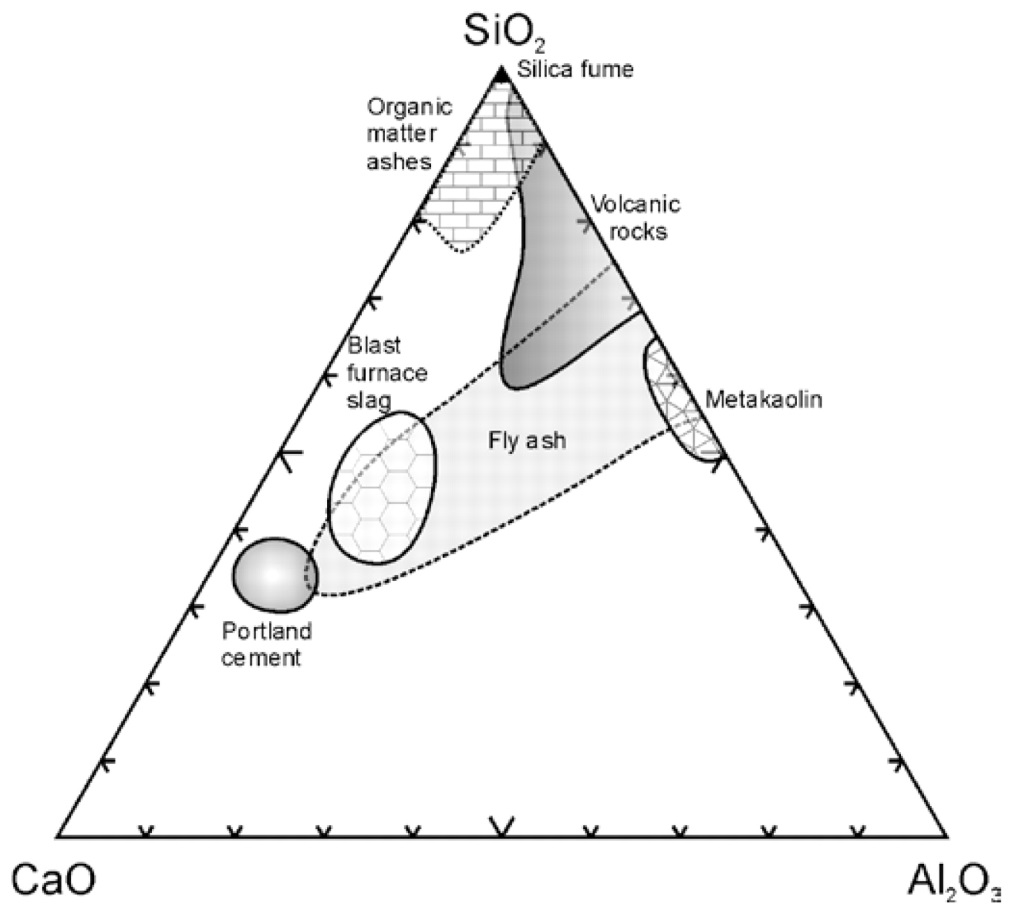 SiO₂
Silica fume
Organic
matter
ashes
Volcanic
rocks
Blast
furnace
slag
Metakaolin
Fly ash
Portland
cement
CaO
Al₂O₃